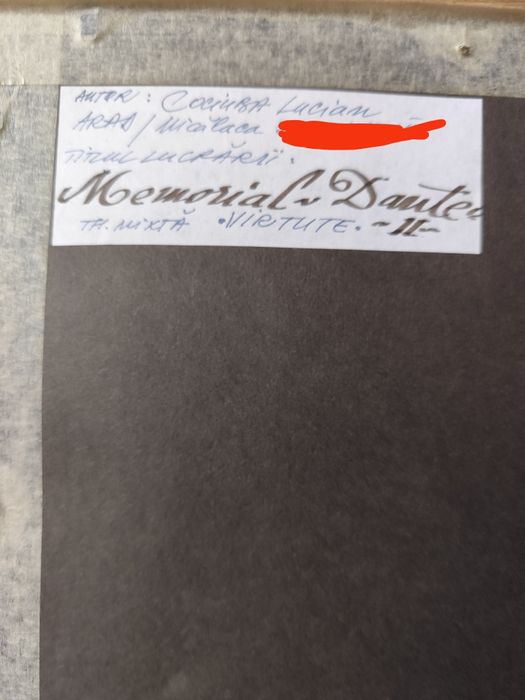 AUTOR: COCIUBA Lucian
ARAD/Micălaca
TITLUL LUCRĂRII:
Memorial ~ Dante
TH. MIXTĂ •VIRTUTE• ~II~